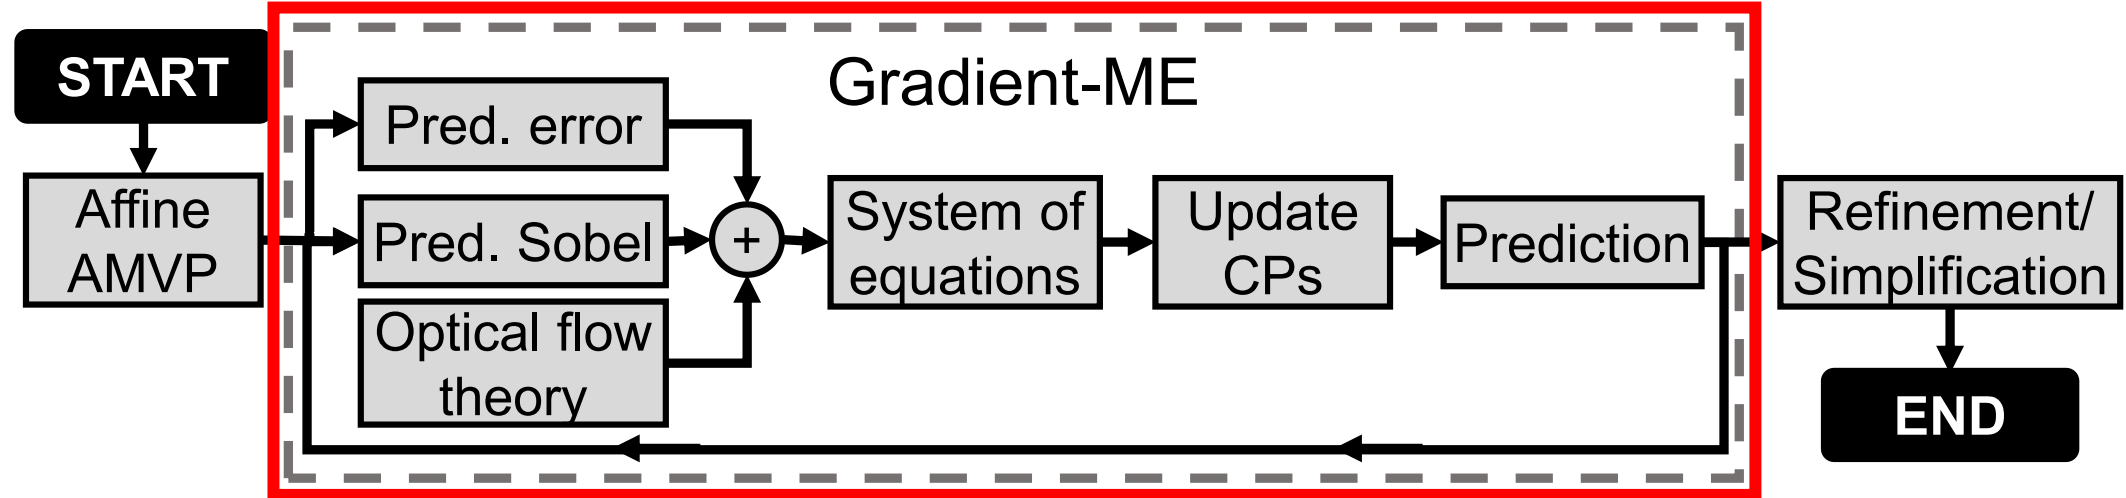 START
Gradient-ME
Affine
AMVP
Pred. error
Pred. Sobel
Optical flow
theory
+
System of
equations
Update
CPs
Prediction
Refinement/
Simplification
END